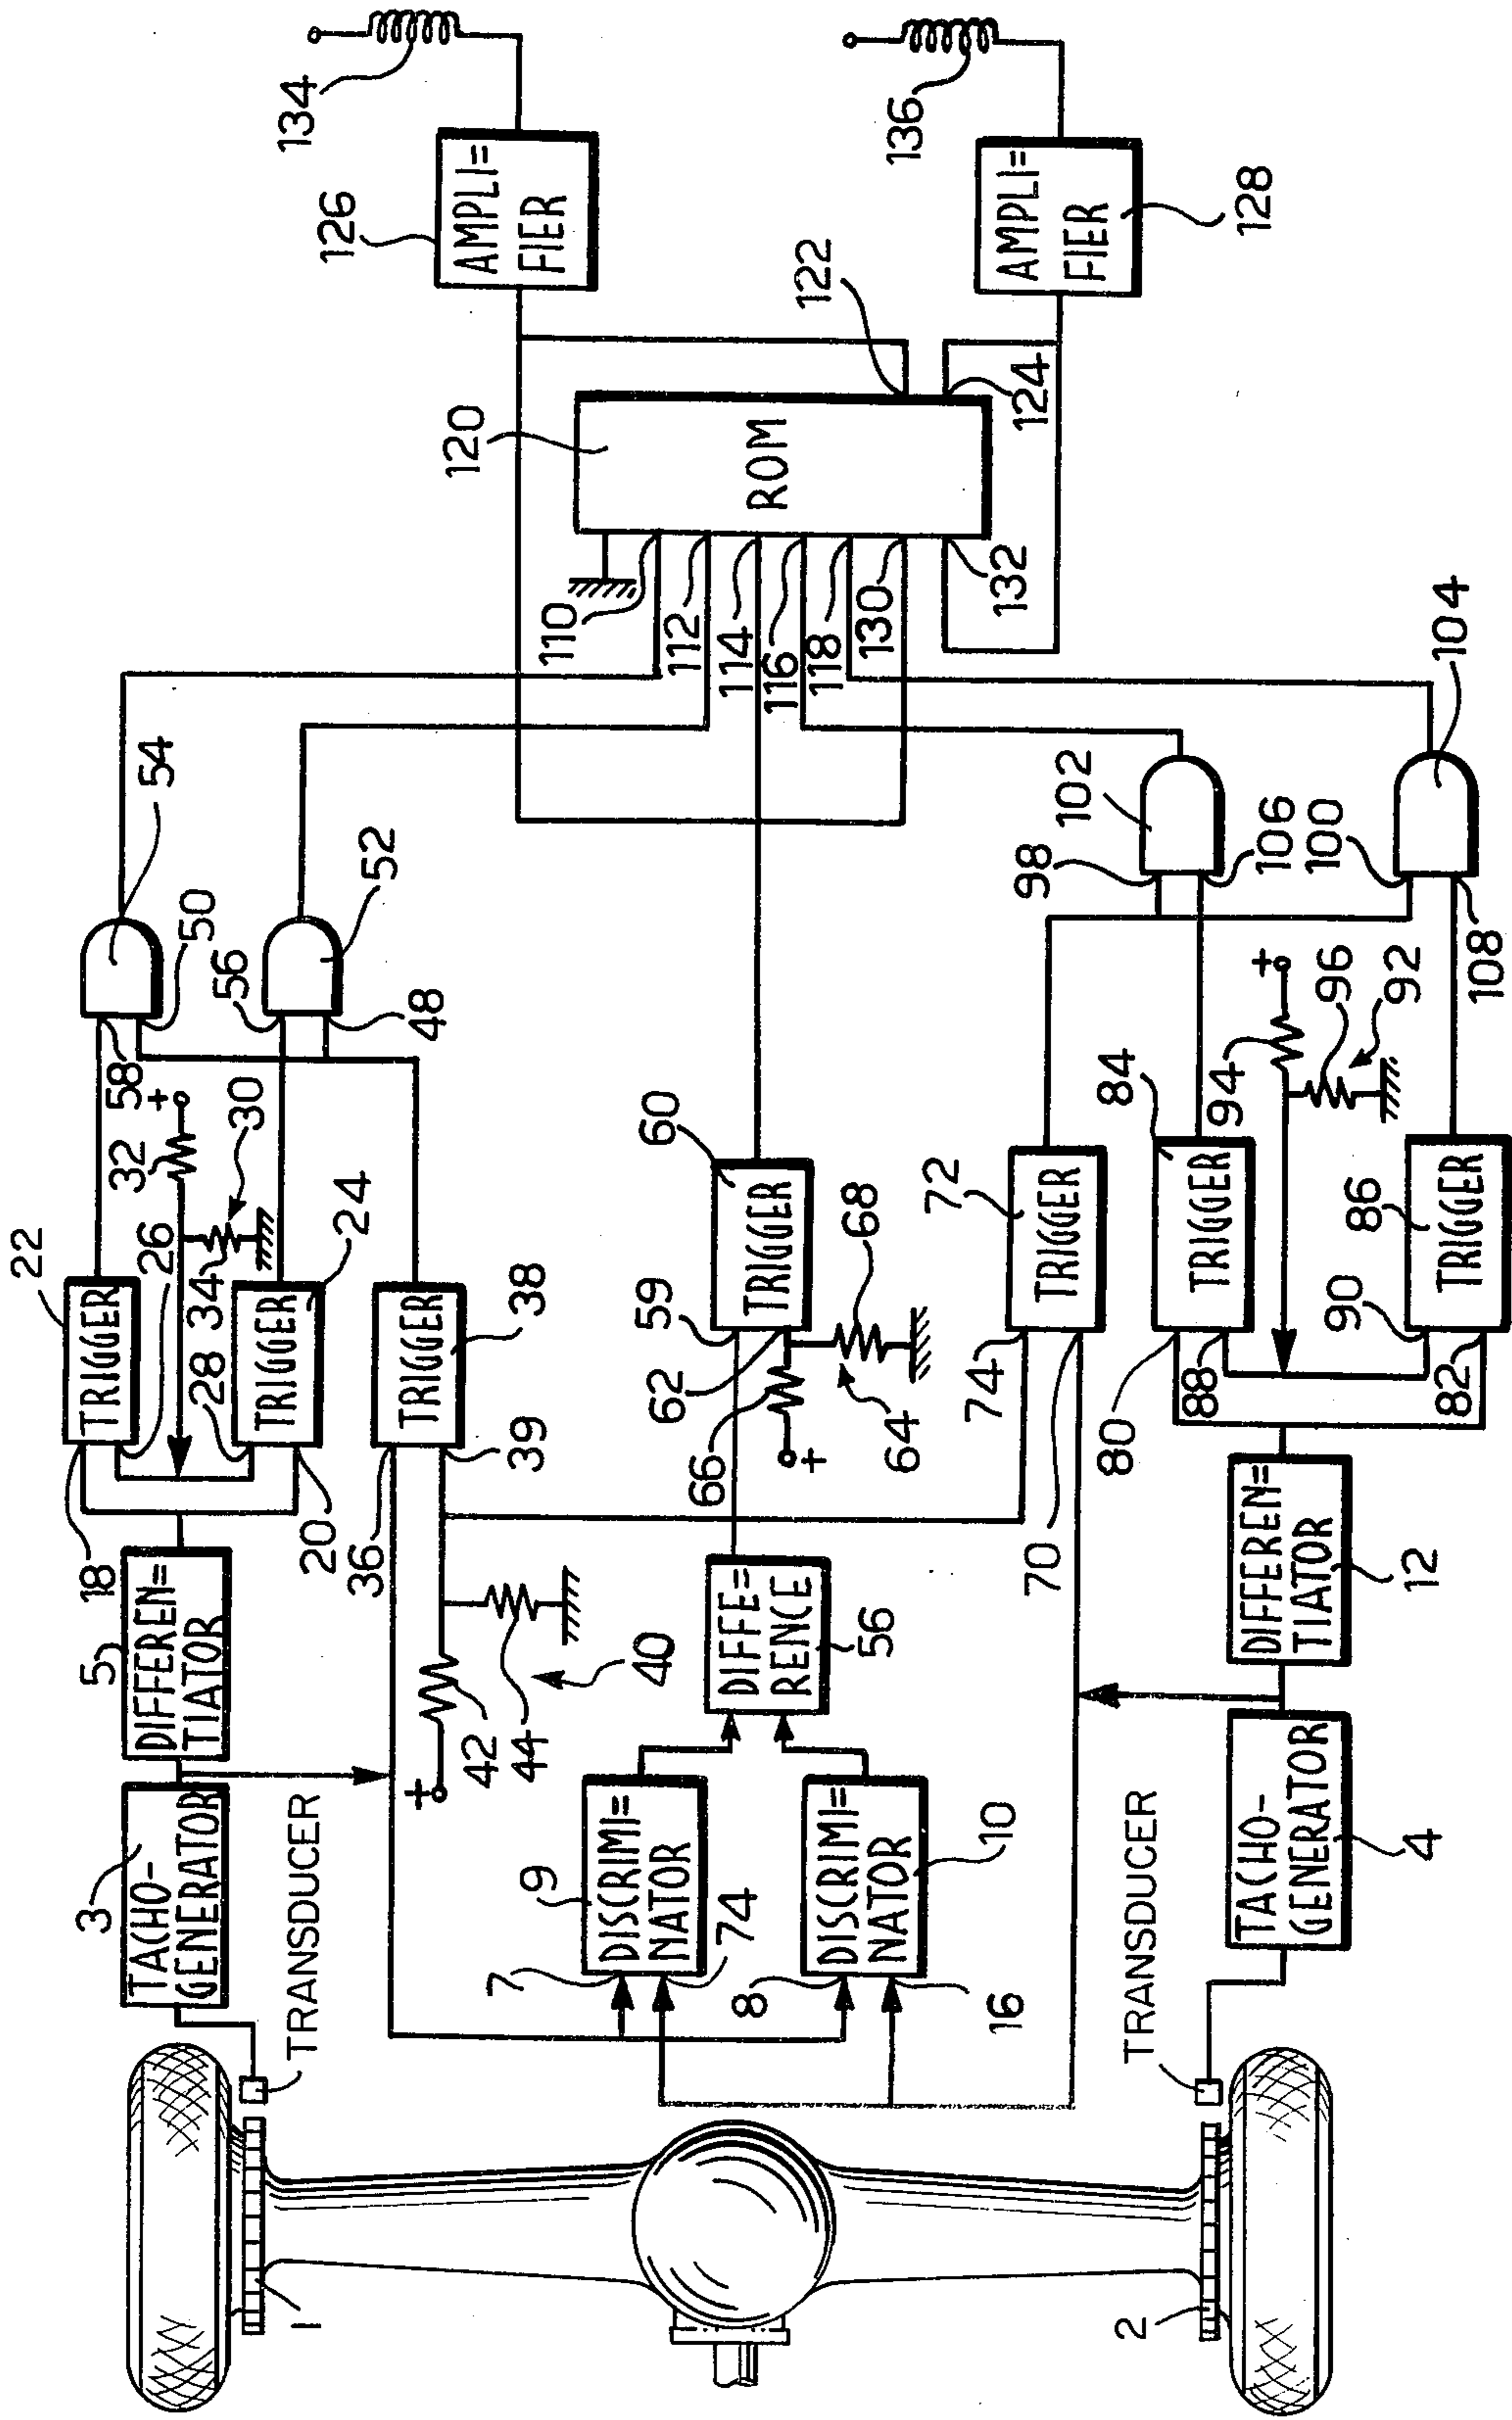 1
2
TRANSDUCER
TRANSDUCER
3
TACHO-
GENERATOR
4
TACHO-
GENERATOR
5
DIFFEREN=
TIATOR
12
DIFFEREN=
TIATOR
7
74
9
DISCRIMI=
NATOR
8
16
10
DISCRIMI=
NATOR
56
DIFFE=
RENCE
18
20
22
TRIGGER
26
28
24
TRIGGER
30
32
+
34
36
39
38
TRIGGER
40
42
44
+
58
50
54
56
48
52
59
62
60
TRIGGER
64
66
68
+
74
70
72
TRIGGER
80
88
84
TRIGGER
90
82
86
TRIGGER
92
94
96
+
98
106
102
100
108
104
110
112
114
116
118
130
132
120
ROM
122
124
126
AMPLI=
FIER
128
AMPLI=
FIER
134
136